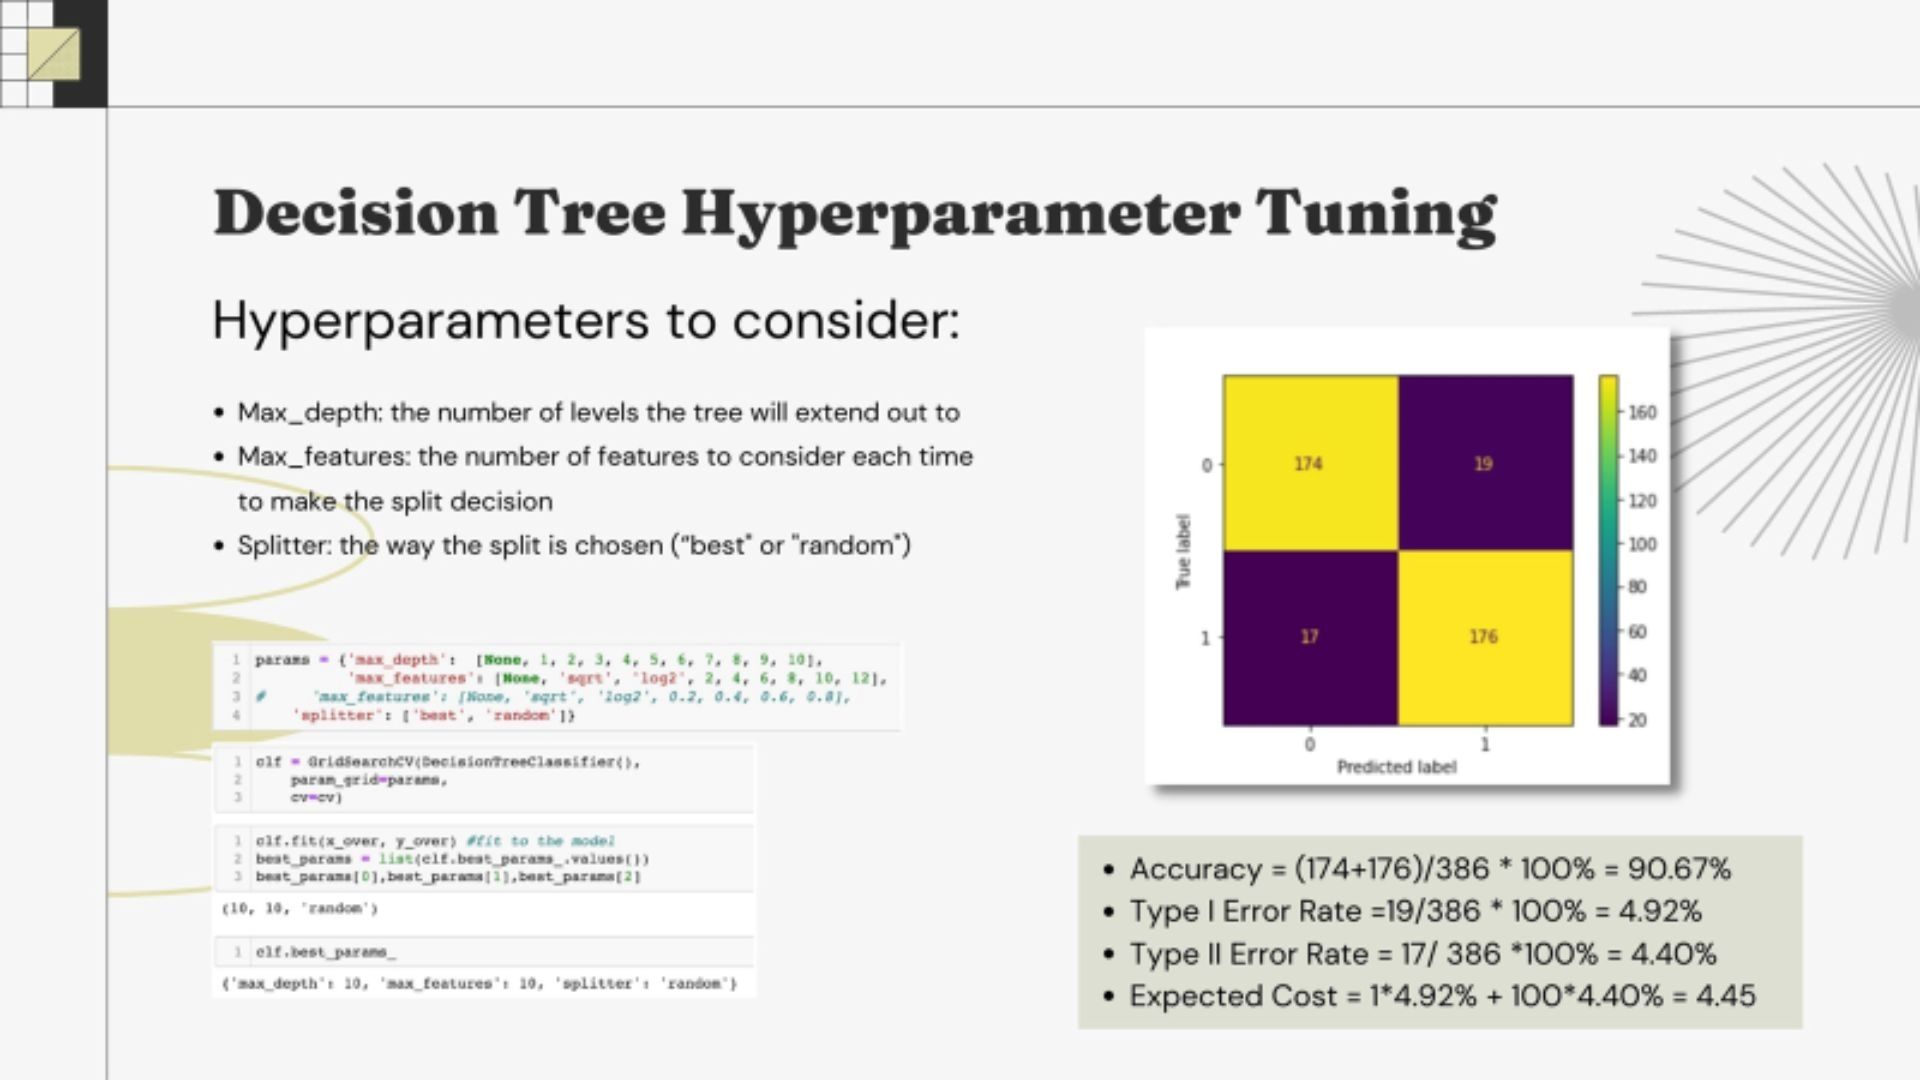 Decision Tree Hyperparameter Tuning
Hyperparameters to consider:
• Max_depth: the number of levels the tree will extend out to
• Max_features: the number of features to consider each time
to make the split decision
• Splitter: the way the split is chosen ("best" or "random")
1 params = {'max_depth': [None, 1, 2, 3, 4, 5, 6, 7, 8, 9, 10],
2 'max_features': [None, 'sqrt', 'log2', 2, 4, 6, 8, 10, 12],
3 # 'max_features': [None, 'sqrt', 'log2', 0.2, 0.4, 0.6, 0.8],
4 'splitter': ['best', 'random']}
1 clf = GridSearchCV(DecisionTreeClassifier(),
2 param_grid=params,
3 cv=cv)
1 clf.fit(x_over, y_over) #fit to the model
2 best_params = list(clf.best_params_.values())
3 best_params[0],best_params[1],best_params[2]
(10, 10, 'random')
1 clf.best_params_
{'max_depth': 10, 'max_features': 10, 'splitter': 'random'}
True label
0
1
174 19
17 176
0 1
Predicted label
160
140
120
100
80
60
40
20
• Accuracy = (174+176)/386 * 100% = 90.67%
• Type I Error Rate =19/386 * 100% = 4.92%
• Type II Error Rate = 17/ 386 *100% = 4.40%
• Expected Cost = 1*4.92% + 100*4.40% = 4.45